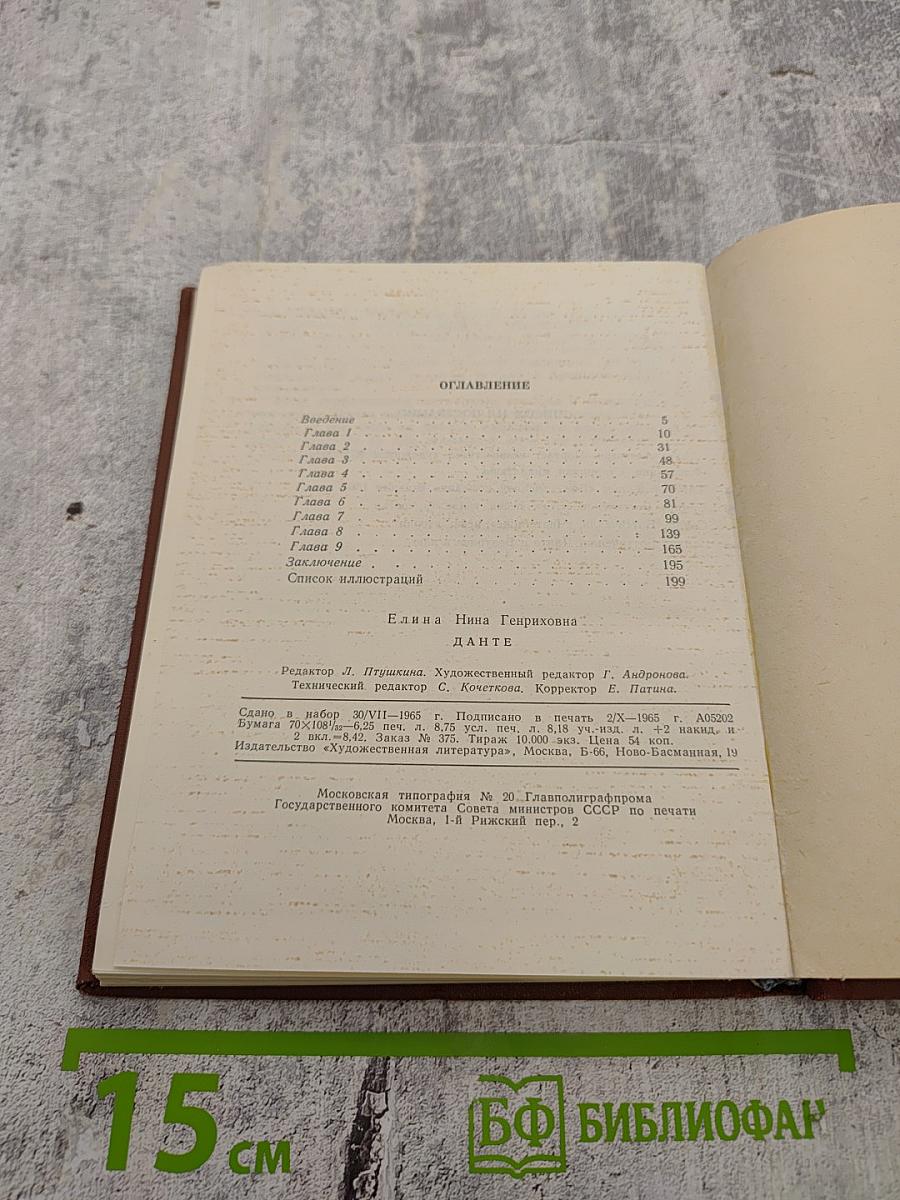 ОГЛАВЛЕНИЕ
Введение . . . . . . . . . . . . . . . . . . 5
Глава 1 . . . . . . . . . . . . . . . . . . 10
Глава 2 . . . . . . . . . . . . . . . . . . 31
Глава 3 . . . . . . . . . . . . . . . . . . 48
Глава 4 . . . . . . . . . . . . . . . . . . 57
Глава 5 . . . . . . . . . . . . . . . . . . 70
Глава 6 . . . . . . . . . . . . . . . . . . 81
Глава 7 . . . . . . . . . . . . . . . . . . 99
Глава 8 . . . . . . . . . . . . . . . . . . 139
Глава 9 . . . . . . . . . . . . . . . . . . 165
Заключение . . . . . . . . . . . . . . . . 195
Список иллюстраций . . . . . . . . . . . . 199
Елина Нина Генриховна
ДАНТЕ
Редактор Л. Птушкина. Художественный редактор Г. Андронова.
Технический редактор С. Кочеткова. Корректор Е. Патина.
Сдано в набор 30/VII—1965 г. Подписано в печать 2/X—1965 г. А05202
Бумага 70×108¹/₃₂—6,25 печ. л. 8,75 усл. печ. л. 8,18 уч.-изд. л. +2 накид. и
2 вкл.=8,42. Заказ № 375. Тираж 10.000 экз. Цена 54 коп.
Издательство «Художественная литература», Москва, Б-66, Ново-Басманная, 19
Московская типография № 20 Главполиграфпрома
Государственного комитета Совета министров СССР по печати
Москва, 1-й Рижский пер., 2
15 см
БФ БИБЛИОФАН